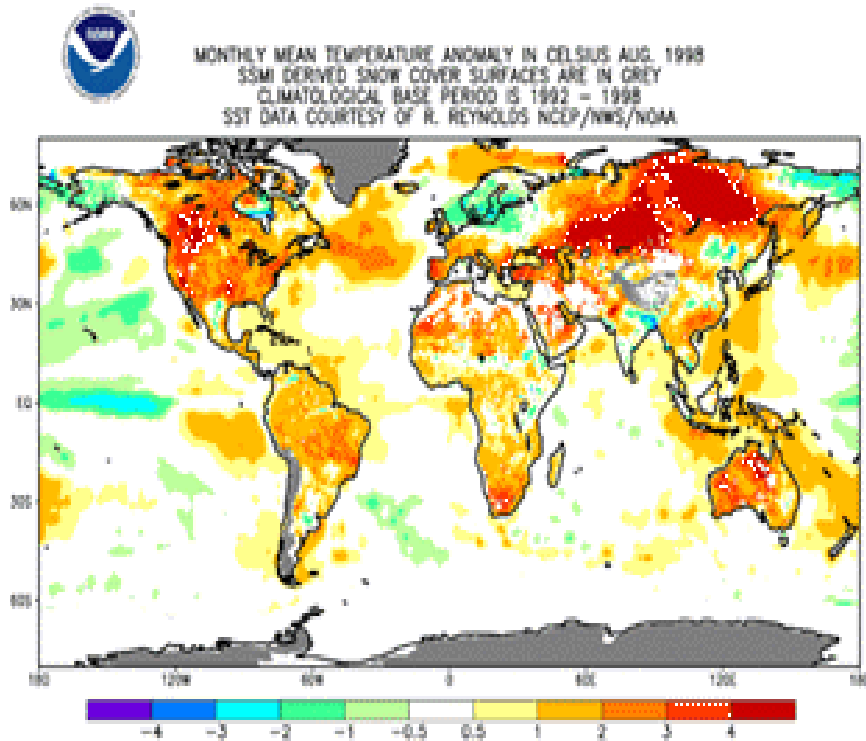 NOAA
MONTHLY MEAN TEMPERATURE ANOMALY IN CELSIUS AUG. 1998
SSMI DERIVED SNOW COVER SURFACES ARE IN GREY
CLIMATOLOGICAL BASE PERIOD IS 1992 - 1998
SST DATA COURTESY OF R. REYNOLDS NCEP/NWS/NOAA
60N
30N
EQ
30S
60S
180 120W 60W 0 60E 120E 180
-4 -3 -2 -1 -0.5 0.5 1 2 3 4